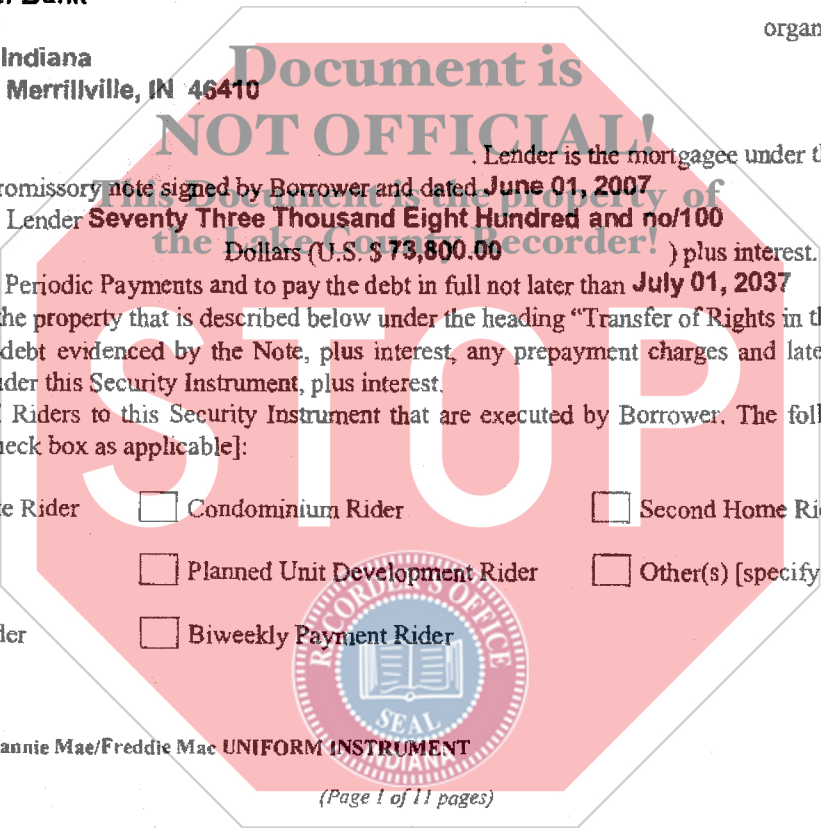 Bank
organ
Indiana
Merrillville, IN 46410
Document is
NOT OFFICIAL!
. Lender is the mortgagee under th
romissory note signed by Borrower and dated June 01, 2007
This Document is the property of
Lender Seventy Three Thousand Eight Hundred and no/100
the Lake County Recorder!
Dollars (U.S. $ 73,800.00 ) plus interest.
Periodic Payments and to pay the debt in full not later than July 01, 2037
he property that is described below under the heading “Transfer of Rights in th
debt evidenced by the Note, plus interest, any prepayment charges and late
der this Security Instrument, plus interest.
Riders to this Security Instrument that are executed by Borrower. The foll
eck box as applicable]:
STOP
e Rider Condominium Rider Second Home Ri
Planned Unit Development Rider Other(s) [specify
der Biweekly Payment Rider
RECORDER'S OFFICE
SEAL
INDIANA
annie Mae/Freddie Mac UNIFORM INSTRUMENT
(Page 1 of 11 pages)